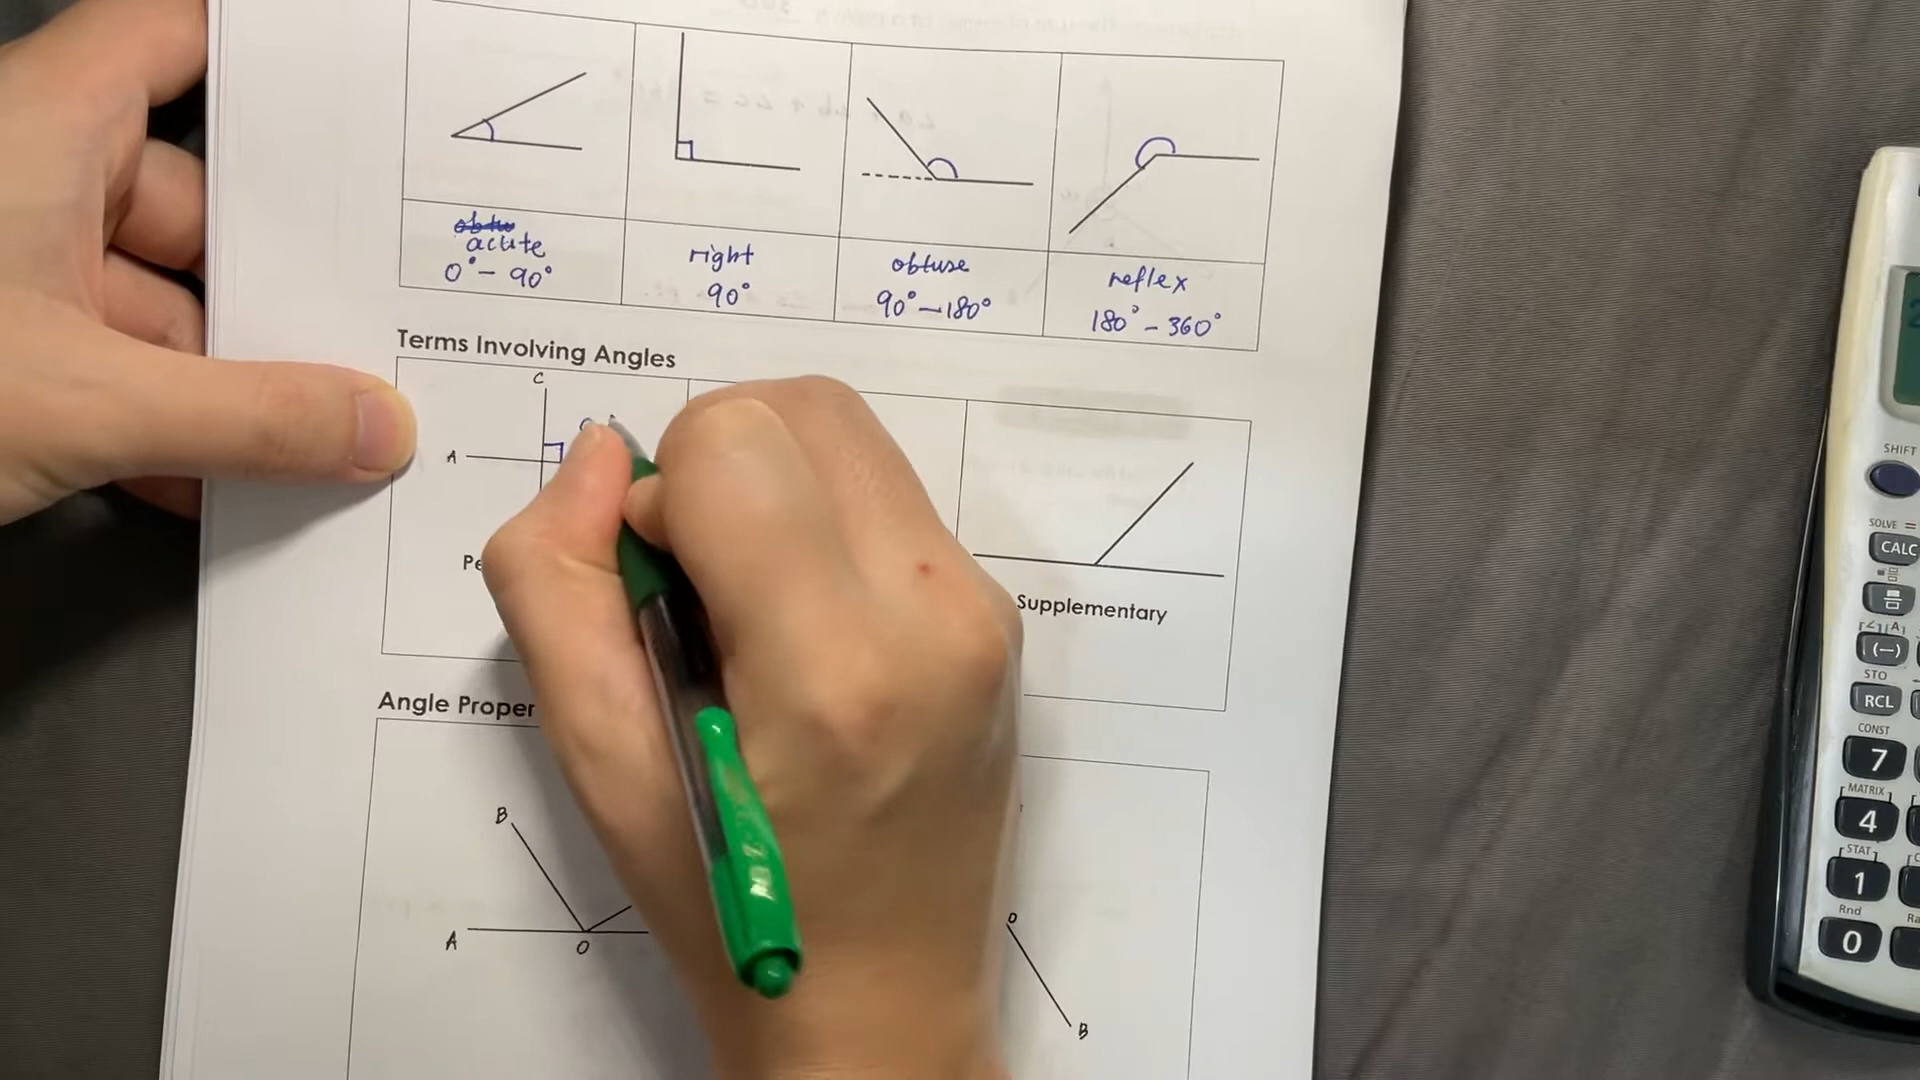 acute
0° - 90°
right
90°
obtuse
90° - 180°
reflex
180° - 360°
Terms Involving Angles
C
A
Pe
Supplementary
Angle Proper
B
A
O
O
B
SHIFT
SOLVE =
CALC
(−)
STO
RCL
CONST
7
MATRIX
4
STAT
1
Rnd
Ra
0